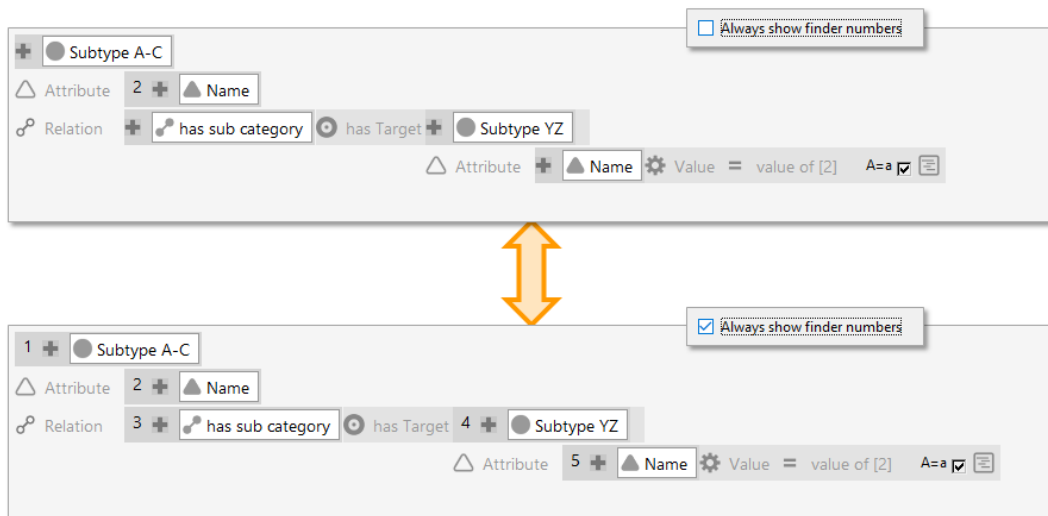 Always show finder numbers
Subtype A-C
Attribute 2 Name
Relation has sub category has Target Subtype YZ
Attribute Name Value = value of [2] A=a
Always show finder numbers
1 Subtype A-C
Attribute 2 Name
Relation 3 has sub category has Target 4 Subtype YZ
Attribute 5 Name Value = value of [2] A=a